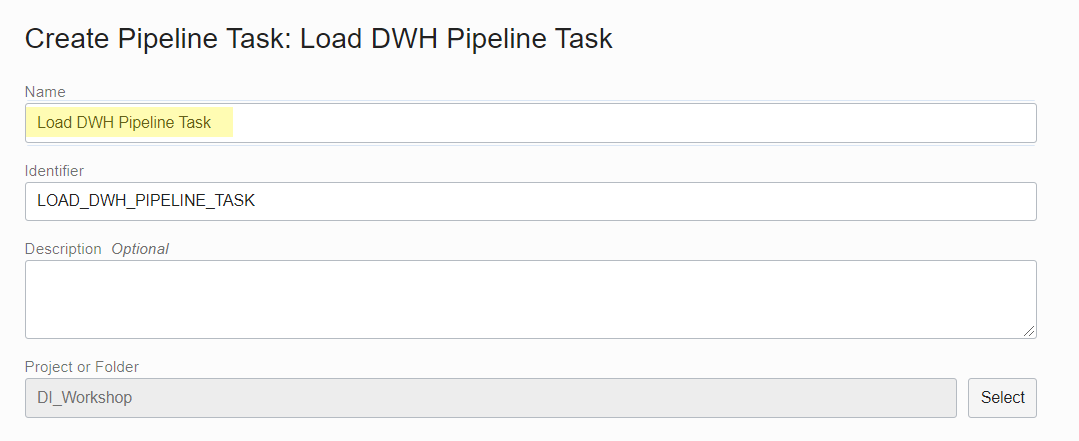 Create Pipeline Task: Load DWH Pipeline Task
Name
Load DWH Pipeline Task
Identifier
LOAD_DWH_PIPELINE_TASK
Description Optional
Project or Folder
DI_Workshop Select